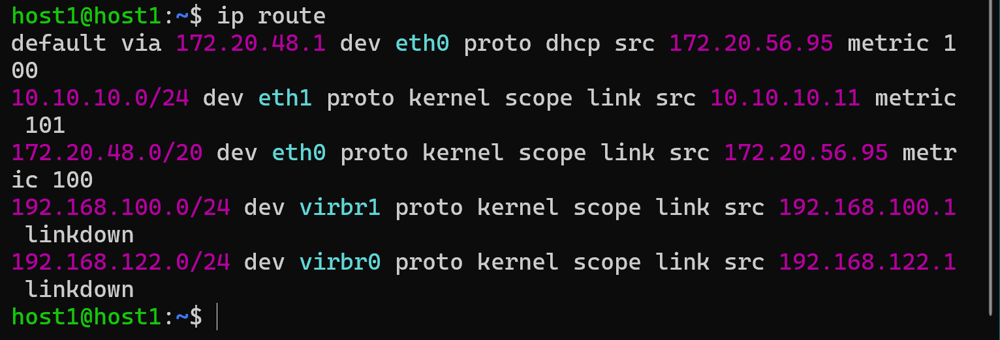 host1@host1:~$ ip route
default via 172.20.48.1 dev eth0 proto dhcp src 172.20.56.95 metric 1
00
10.10.10.0/24 dev eth1 proto kernel scope link src 10.10.10.11 metric
 101
172.20.48.0/20 dev eth0 proto kernel scope link src 172.20.56.95 metr
ic 100
192.168.100.0/24 dev virbr1 proto kernel scope link src 192.168.100.1
 linkdown
192.168.122.0/24 dev virbr0 proto kernel scope link src 192.168.122.1
 linkdown
host1@host1:~$